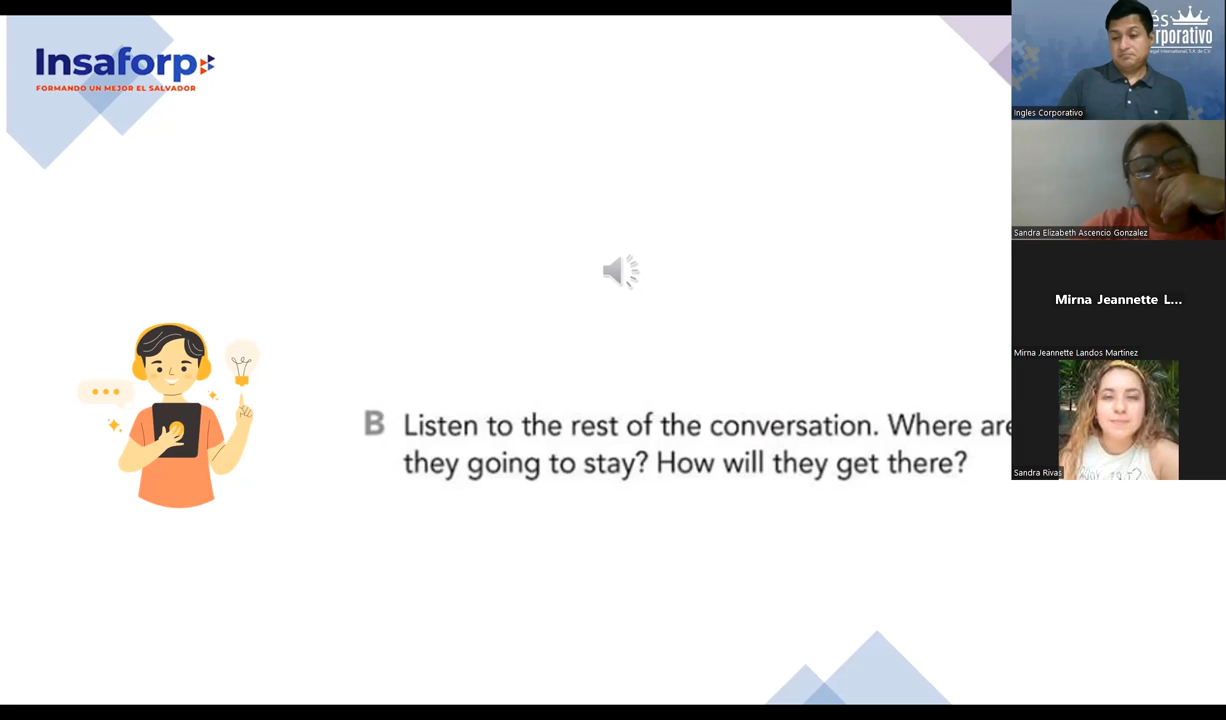 Insaforp
FORMANDO UN MEJOR EL SALVADOR
B Listen to the rest of the conversation. Where are
they going to stay? How will they get there?
Ingles Corporativo
Sandra Elizabeth Ascencio Gonzalez
Mirna Jeannette L...
Mirna Jeannette Landos Martinez
Sandra Rivas